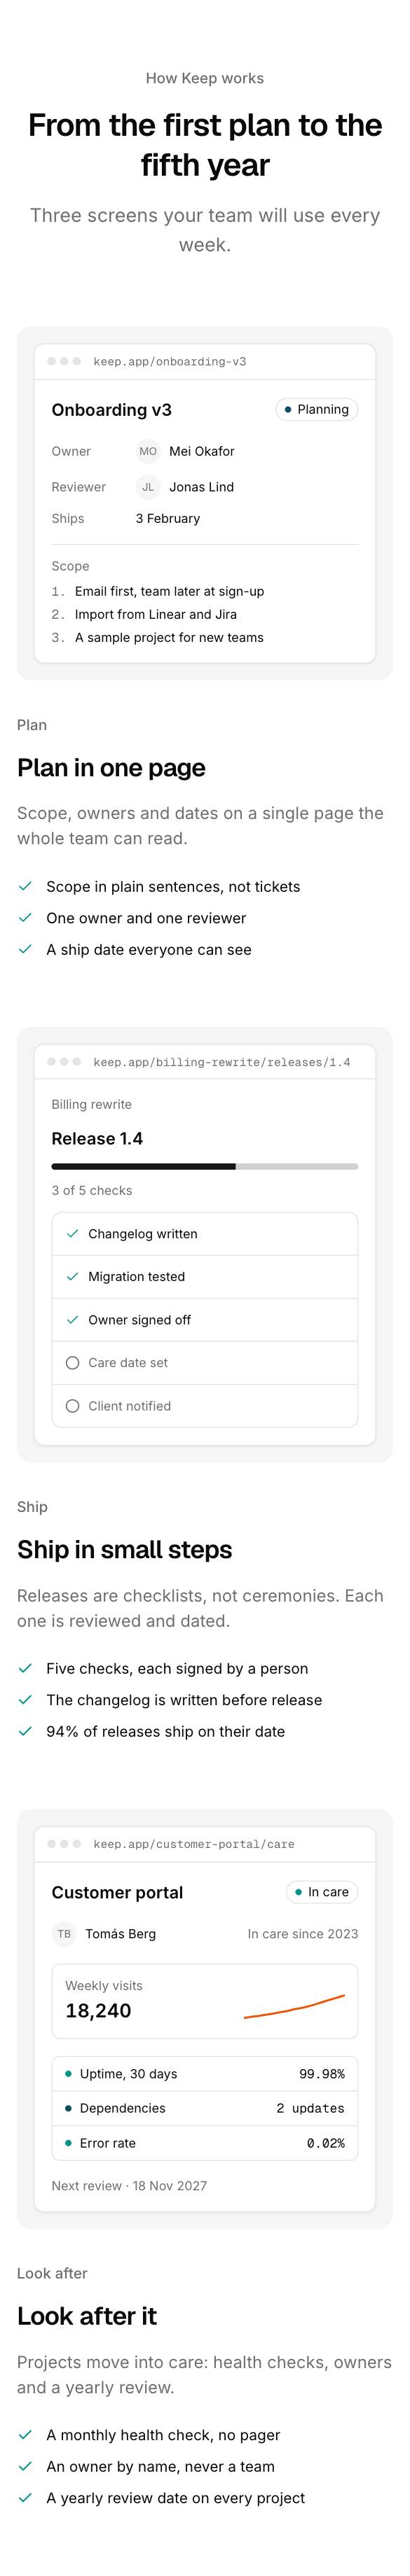 How Keep works
From the first plan to the
fifth year
Three screens your team will use every
week.
keep.app/onboarding-v3
Onboarding v3
Planning
Owner
MO
Mei Okafor
Reviewer
JL
Jonas Lind
Ships
3 February
Scope
1. Email first, team later at sign-up
2. Import from Linear and Jira
3. A sample project for new teams
Plan
Plan in one page
Scope, owners and dates on a single page the
whole team can read.
Scope in plain sentences, not tickets
One owner and one reviewer
A ship date everyone can see
keep.app/billing-rewrite/releases/1.4
Billing rewrite
Release 1.4
3 of 5 checks
Changelog written
Migration tested
Owner signed off
Care date set
Client notified
Ship
Ship in small steps
Releases are checklists, not ceremonies. Each
one is reviewed and dated.
Five checks, each signed by a person
The changelog is written before release
94% of releases ship on their date
keep.app/customer-portal/care
Customer portal
In care
TB
Tomás Berg
In care since 2023
Weekly visits
18,240
Uptime, 30 days
99.98%
Dependencies
2 updates
Error rate
0.02%
Next review · 18 Nov 2027
Look after
Look after it
Projects move into care: health checks, owners
and a yearly review.
A monthly health check, no pager
An owner by name, never a team
A yearly review date on every project